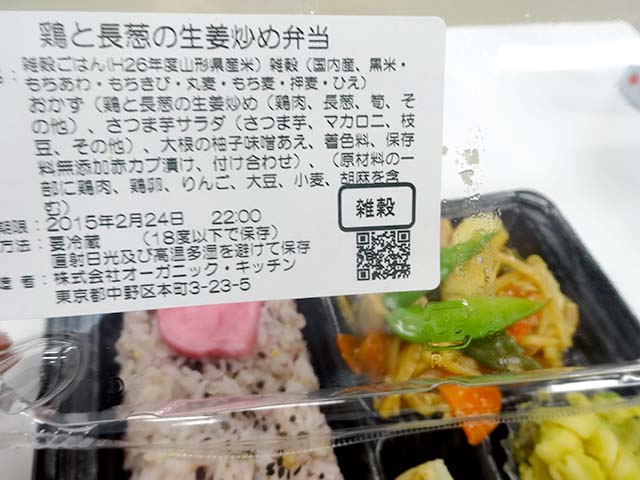 鶏と長葱の生姜炒め弁当
：雑穀ごはん(H26年度山形県産米）雑穀（国内産、黒米・
もちあわ・もちきび・丸麦・もち麦・押麦・ひえ）
おかず（鶏と長葱の生姜炒め（鶏肉、長葱、筍、そ
の他）、さつま芋サラダ（さつま芋、マカロニ、枝
豆、その他）、大根の柚子味噌あえ、着色料、保存
料無添加赤カブ漬け、付け合わせ）、（原材料の一
部に鶏肉、鶏卵、りんご、大豆、小麦、胡麻を含
む）
雑穀
期限：2015年2月24日 22:00
方法：要冷蔵 （18度以下で保存）
直射日光及び高温多湿を避けて保存
造者：株式会社オーガニック・キッチン
東京都中野区本町3-23-5